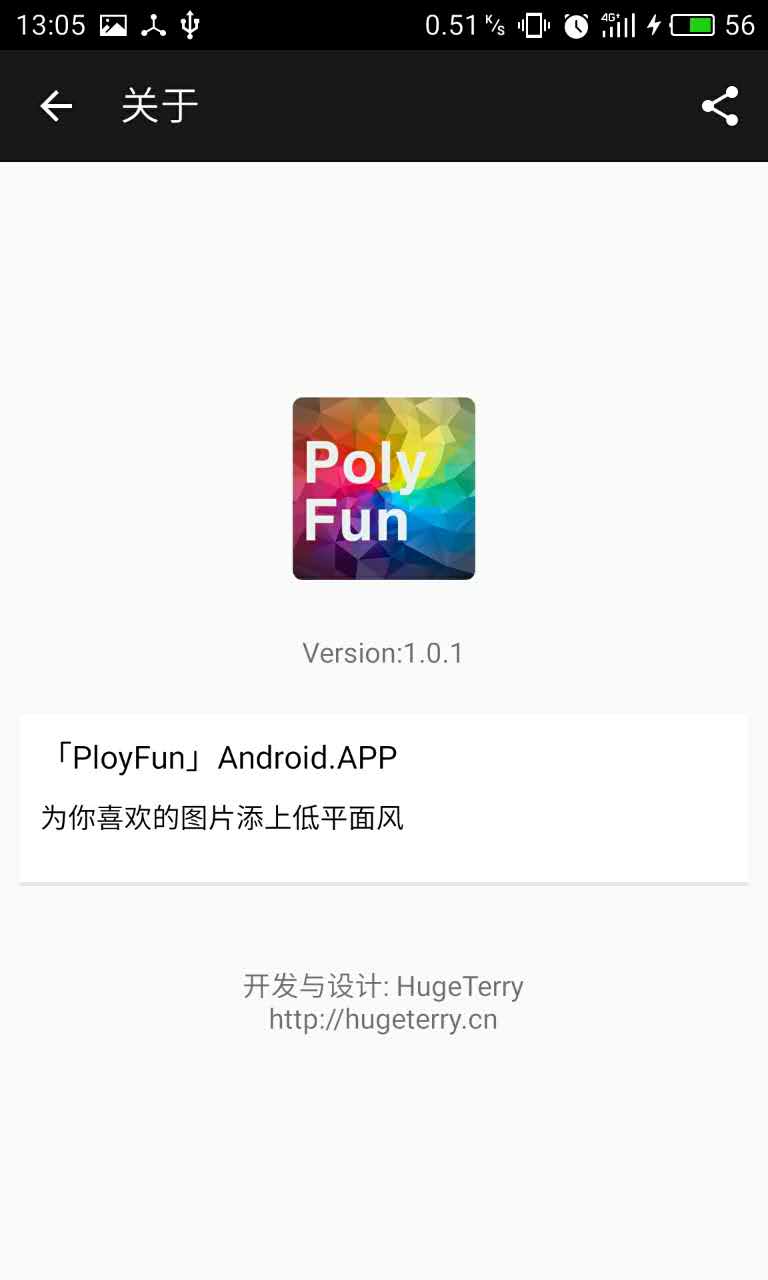 13:05 0.51 K/s 4G+ 56
关于
Poly
Fun
Version:1.0.1
「PloyFun」Android.APP
为你喜欢的图片添上低平面风
开发与设计: HugeTerry
http://hugeterry.cn